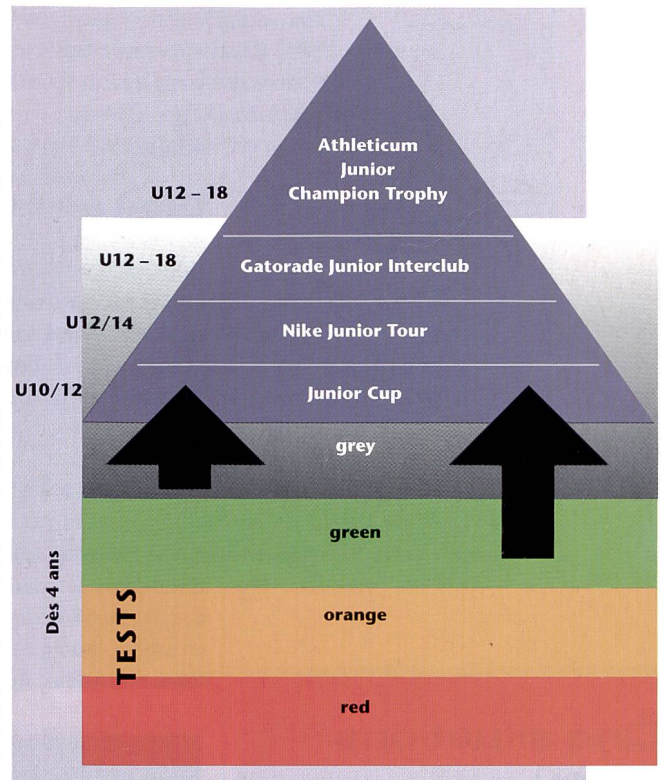 Athleticum
Junior
Champion Trophy
U12 – 18
U12 – 18
Gatorade Junior Interclub
U12/14
Nike Junior Tour
U10/12
Junior Cup
grey
green
Dès 4 ans
TESTS
orange
red